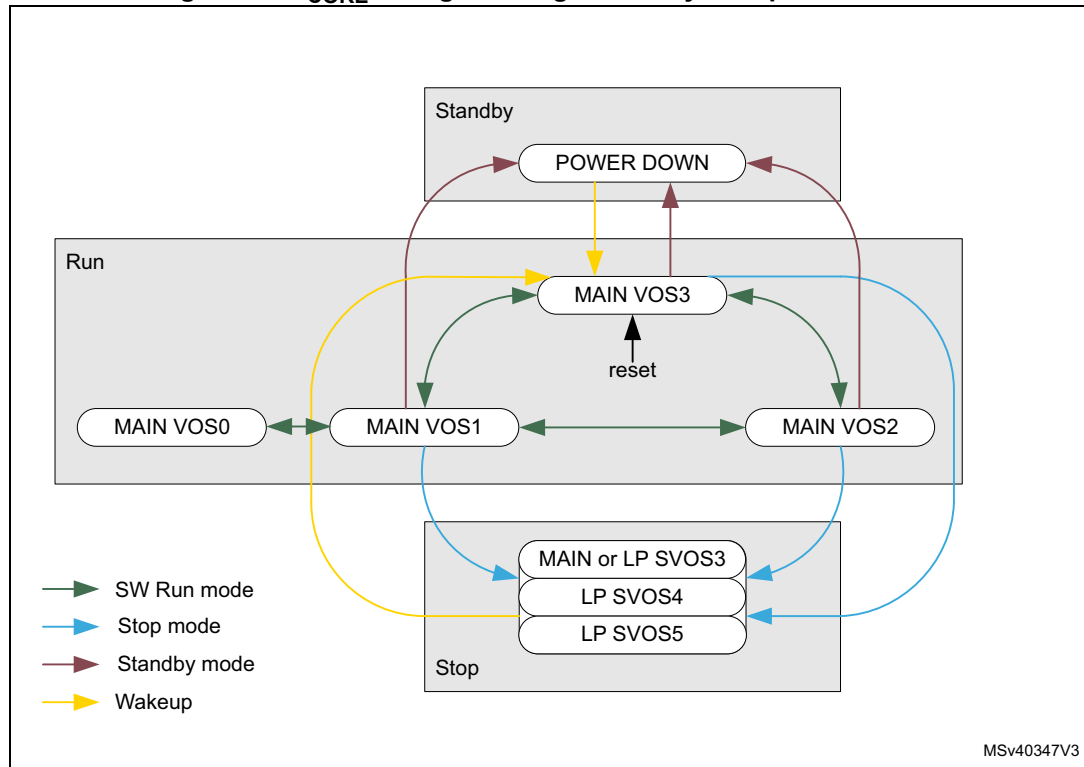 Standby
POWER DOWN
Run
MAIN VOS3
reset
MAIN VOS0
MAIN VOS1
MAIN VOS2
MAIN or LP SVOS3
LP SVOS4
LP SVOS5
Stop
SW Run mode
Stop mode
Standby mode
Wakeup
MSv40347V3